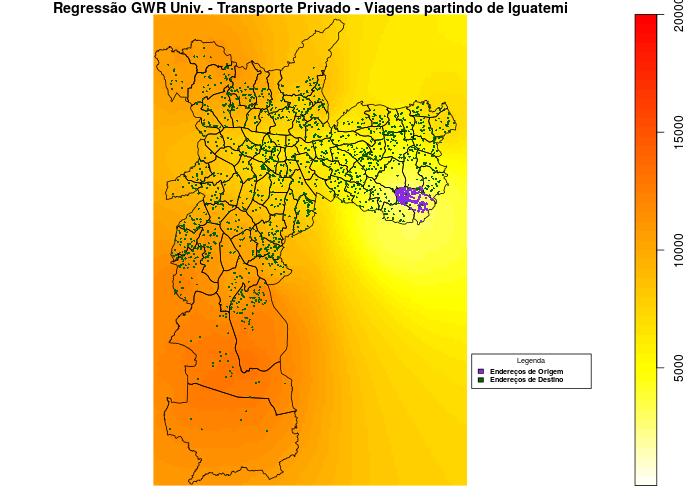 Regressão GWR Univ. - Transporte Privado - Viagens partindo de Iguatemi
20000
15000
10000
5000
Legenda
Endereços de Origem
Endereços de Destino